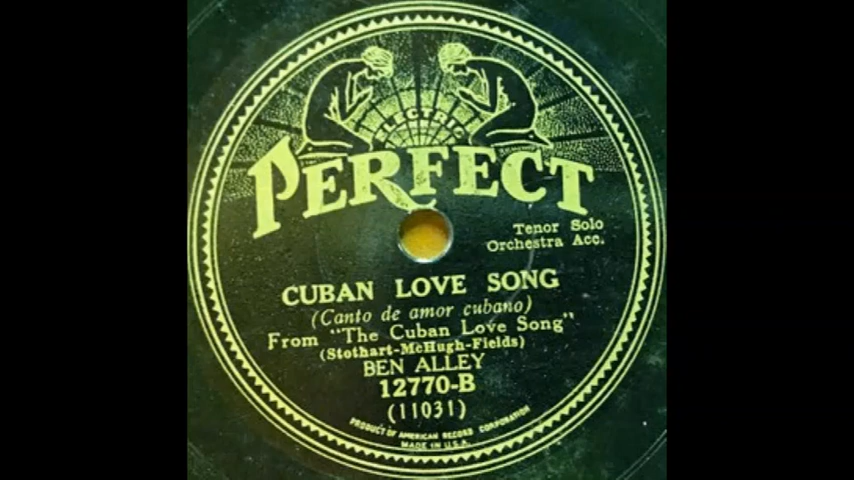 ELECTRIC
PERFECT
Tenor Solo
Orchestra Acc.
CUBAN LOVE SONG
(Canto de amor cubano)
From "The Cuban Love Song"
(Stothart-McHugh-Fields)
BEN ALLEY
12770-B
(11031)
PRODUCT OF AMERICAN RECORD CORPORATION
MADE IN U.S.A.